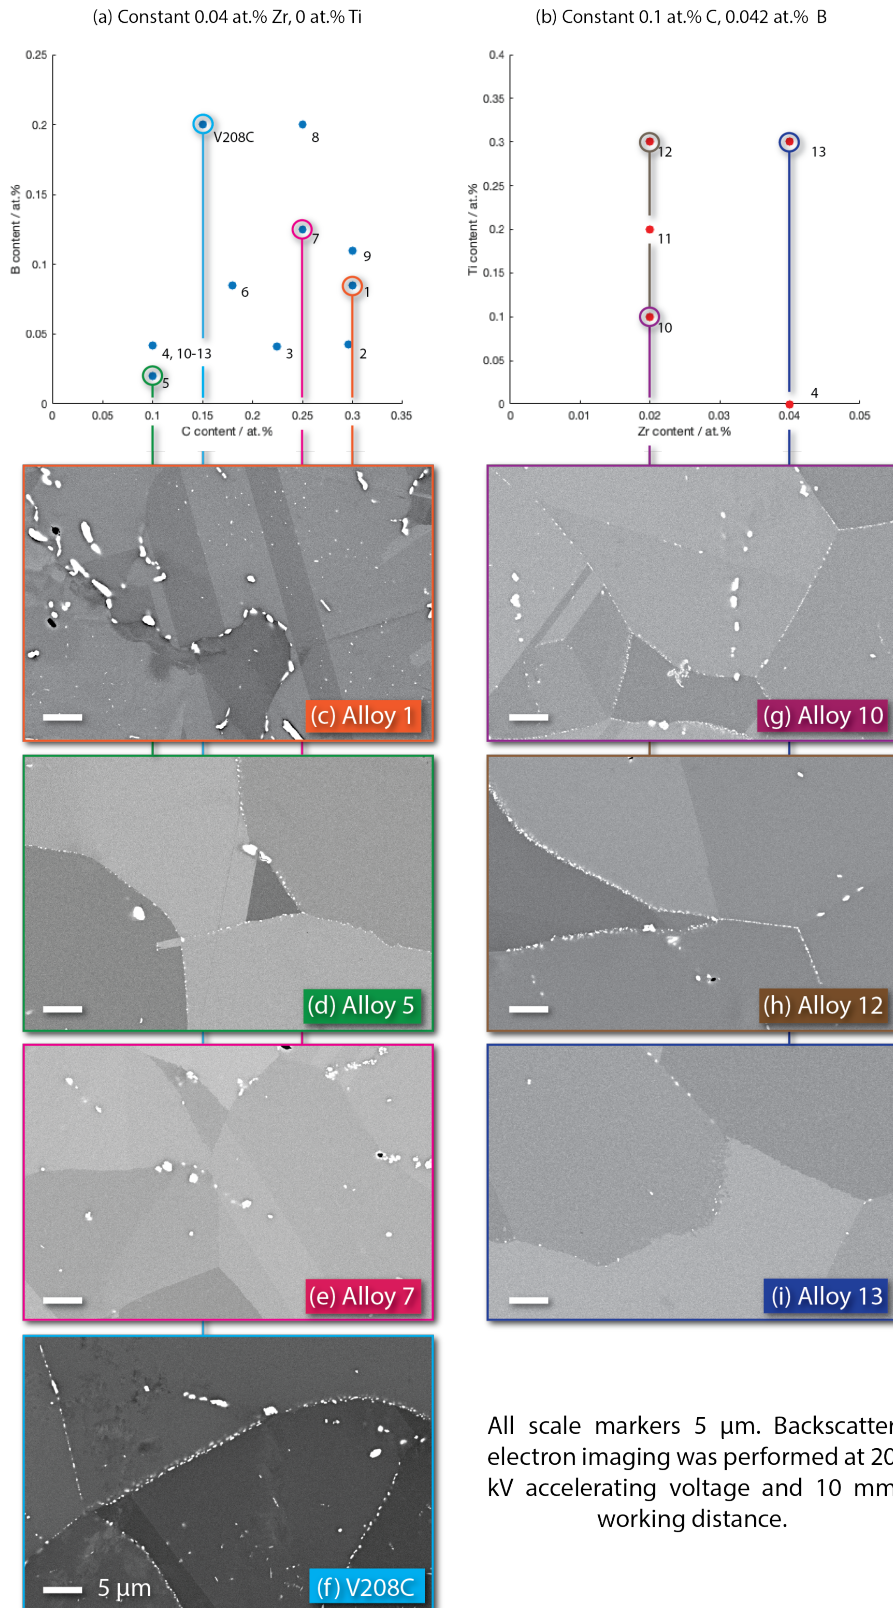 (a) Constant 0.04 at.% Zr, 0 at.% Ti
0.25
0.2
0.15
0.1
0.05
0
B content / at.%
V208C
8
7
9
1
6
4, 10-13
3
2
5
0
0.05
0.1
0.15
0.2
0.25
0.3
0.35
C content / at.%
(b) Constant 0.1 at.% C, 0.042 at.% B
0.4
0.35
0.3
0.25
0.2
0.15
0.1
0.05
0
Ti content / at.%
12
13
11
10
4
0
0.01
0.02
0.03
0.04
0.05
Zr content / at.%
(c) Alloy 1
(g) Alloy 10
(d) Alloy 5
(h) Alloy 12
(e) Alloy 7
(i) Alloy 13
5 μm
(f) V208C
All scale markers 5 μm. Backscatter
electron imaging was performed at 20
kV accelerating voltage and 10 mm
working distance.